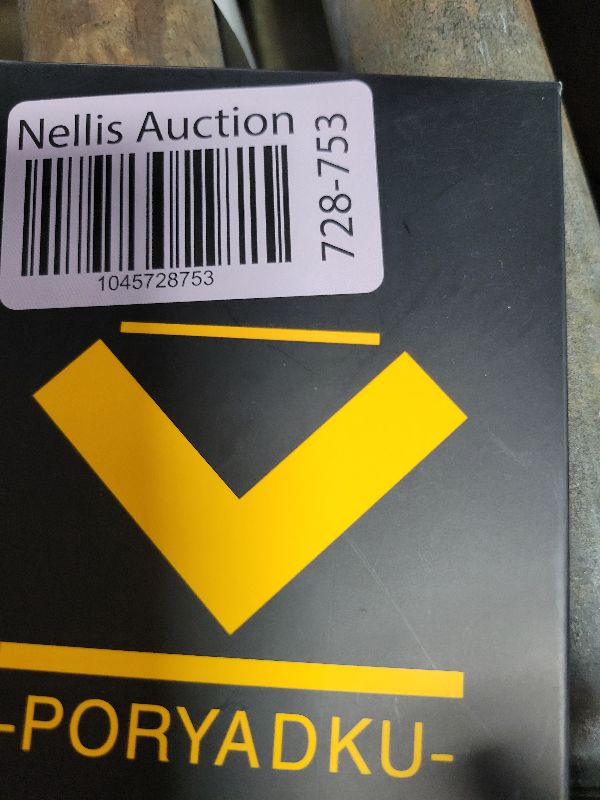 Nellis Auction
1045728753
728-753
-PORYADKU-